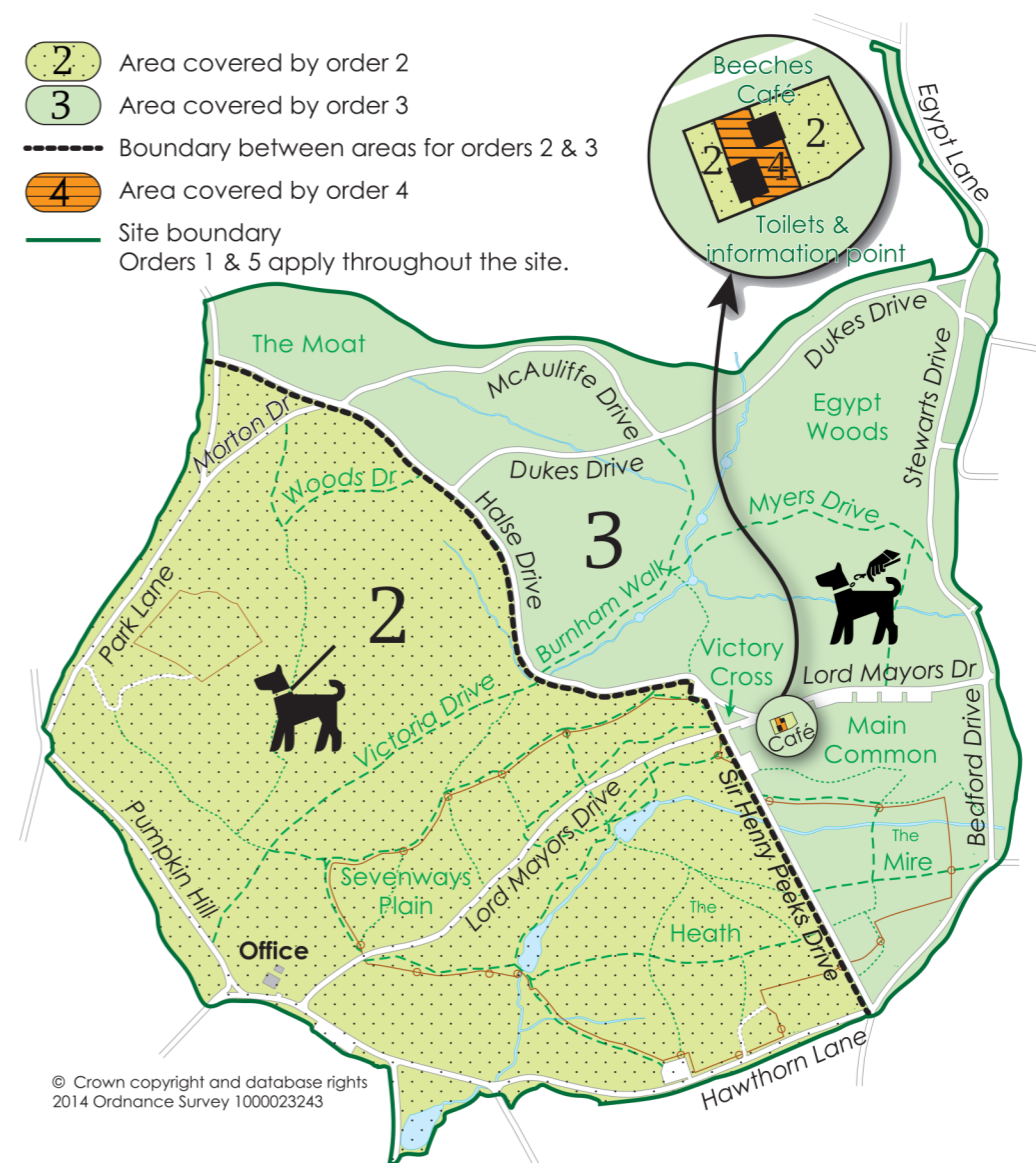 2 Area covered by order 2
3 Area covered by order 3
Boundary between areas for orders 2 & 3
4 Area covered by order 4
Site boundary
Orders 1 & 5 apply throughout the site.
Beeches
Café
2
2
4
Toilets &
information point
Egypt Lane
The Moat
McAuliffe Drive
Dukes Drive
Egypt
Woods
Stewarts Drive
Morton Dr
Woods Dr
Dukes Drive
Halse Drive
3
Myers Drive
2
Burnham Walk
Park Lane
Victory
Cross
Lord Mayors Dr
Victoria Drive
Café
Main
Common
Bedford Drive
Sir Henry Peeks Drive
Pumpkin Hill
Lord Mayors Drive
The
Mire
Sevenways
Plain
The
Heath
Office
Hawthorn Lane
© Crown copyright and database rights
2014 Ordnance Survey 1000023243